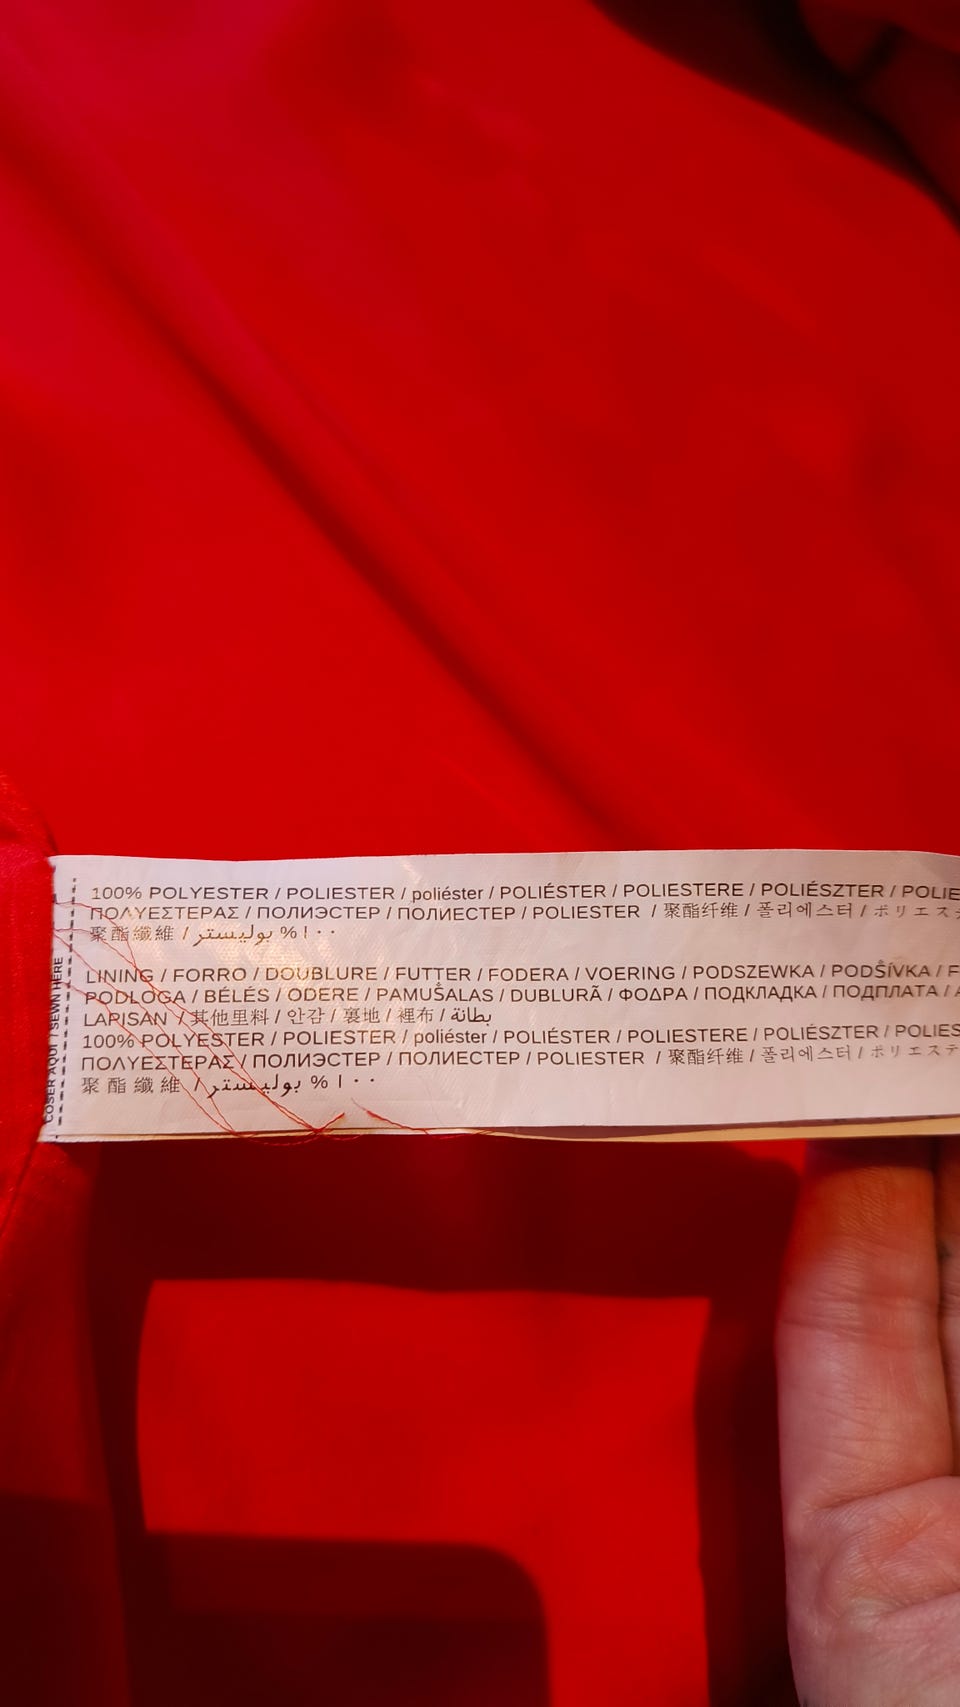 100% POLYESTER / POLIESTER / poliéster / POLIÉSTER / POLIESTERE / POLIÉSZTER /
ΠΟΛΥΕΣΤΕΡΑΣ / ПОЛИЭСТЕР / ПОЛИЕСТЕР / POLIESTER / 聚酯纤维 / 폴리에스터 /
聚酯纖維 / بوليستر %١٠٠
LINING / FORRO / DOUBLURE / FUTTER / FODERA / VOERING / PODSZEWKA / PODŠÍVKA /
PODLOGA / BÉLÉS / ODERE / PAMUŠALAS / DUBLURÃ / ΦΟΔΡΑ / ПОДКЛАДКА / ПОДПЛАТА /
LAPISAN / 其他里料 / 안감 / 裏地 / 裡布 / بطانة
100% POLYESTER / POLIESTER / poliéster / POLIÉSTER / POLIESTERE / POLIÉSZTER /
ΠΟΛΥΕΣΤΕΡΑΣ / ПОЛИЭСТЕР / ПОЛИЕСТЕР / POLIESTER / 聚酯纤维 / 폴리에스터 /
聚酯纖維 / بوليستر %١٠٠
COSER AQUI / SEWN HERE